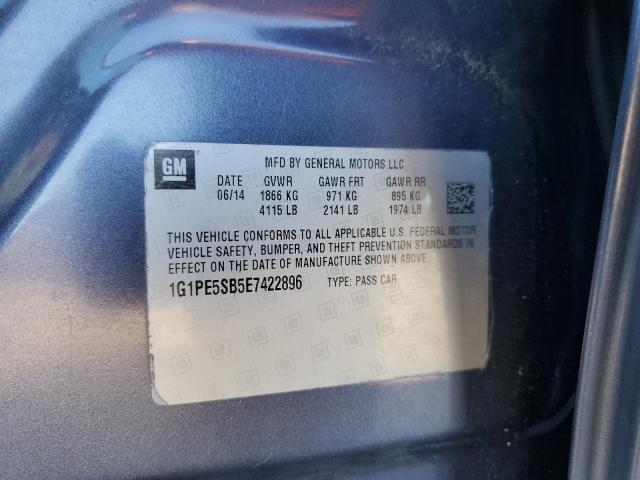 GM
MFD BY GENERAL MOTORS LLC
DATE GVWR GAWR FRT GAWR RR
06/14 1866 KG 971 KG 895 KG
4115 LB 2141 LB 1974 LB
THIS VEHICLE CONFORMS TO ALL APPLICABLE U.S. FEDERAL MOTOR
VEHICLE SAFETY, BUMPER, AND THEFT PREVENTION STANDARDS IN
EFFECT ON THE DATE OF MANUFACTURE SHOWN ABOVE.
1G1PE5SB5E7422896 TYPE: PASS CAR